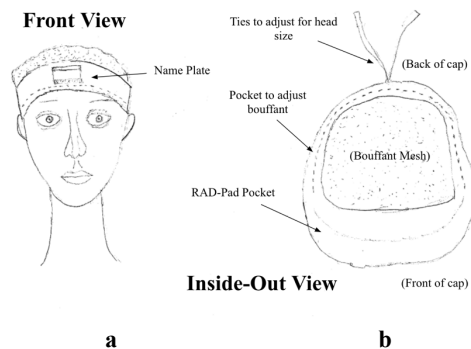 Front View
Name Plate
Ties to adjust for head
size
(Back of cap)
Pocket to adjust
bouffant
(Bouffant Mesh)
RAD-Pad Pocket
Inside-Out View
(Front of cap)
a
b